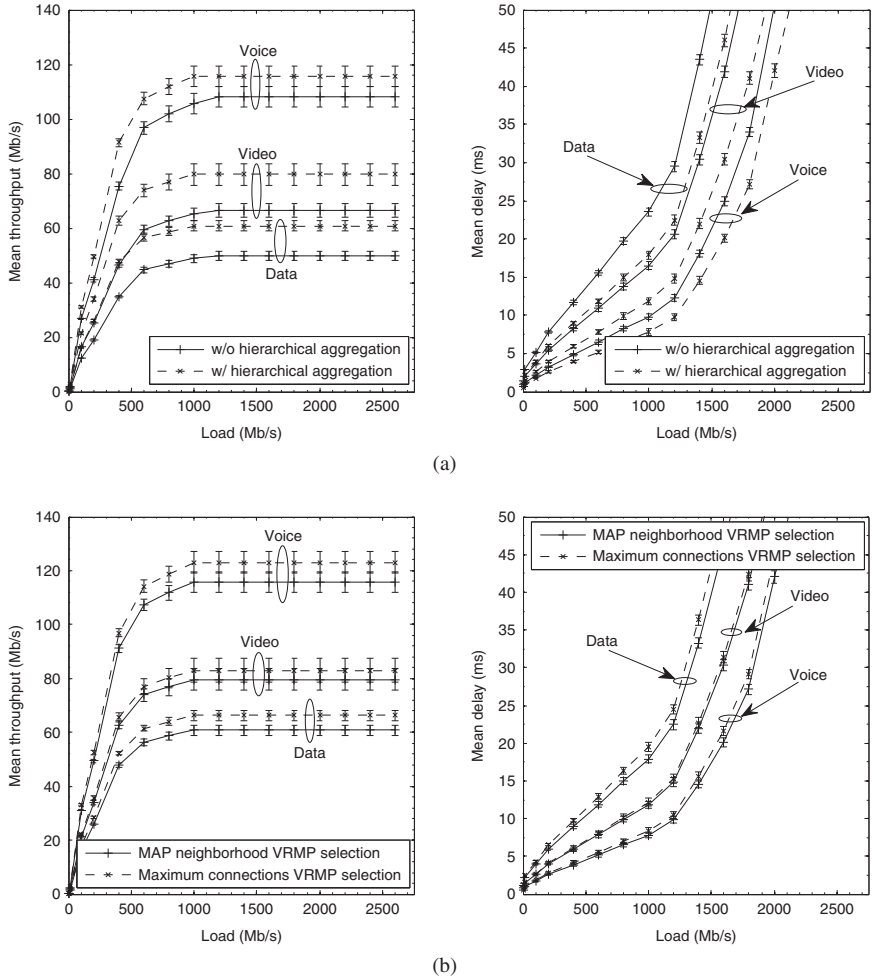 140
120
100
80
60
40
20
0
Mean throughput (Mb/s)
Voice
Video
Data
w/o hierarchical aggregation
w/ hierarchical aggregation
0 500 1000 1500 2000 2500
Load (Mb/s)
50
45
40
35
30
25
20
15
10
5
0
Mean delay (ms)
Data
Video
Voice
w/o hierarchical aggregation
w/ hierarchical aggregation
0 500 1000 1500 2000 2500
Load (Mb/s)
(a)
140
120
100
80
60
40
20
0
Mean throughput (Mb/s)
Voice
Video
Data
MAP neighborhood VRMP selection
Maximum connections VRMP selection
0 500 1000 1500 2000 2500
Load (Mb/s)
50
45
40
35
30
25
20
15
10
5
0
Mean delay (ms)
MAP neighborhood VRMP selection
Maximum connections VRMP selection
Data
Video
Voice
0 500 1000 1500 2000 2500
Load (Mb/s)
(b)